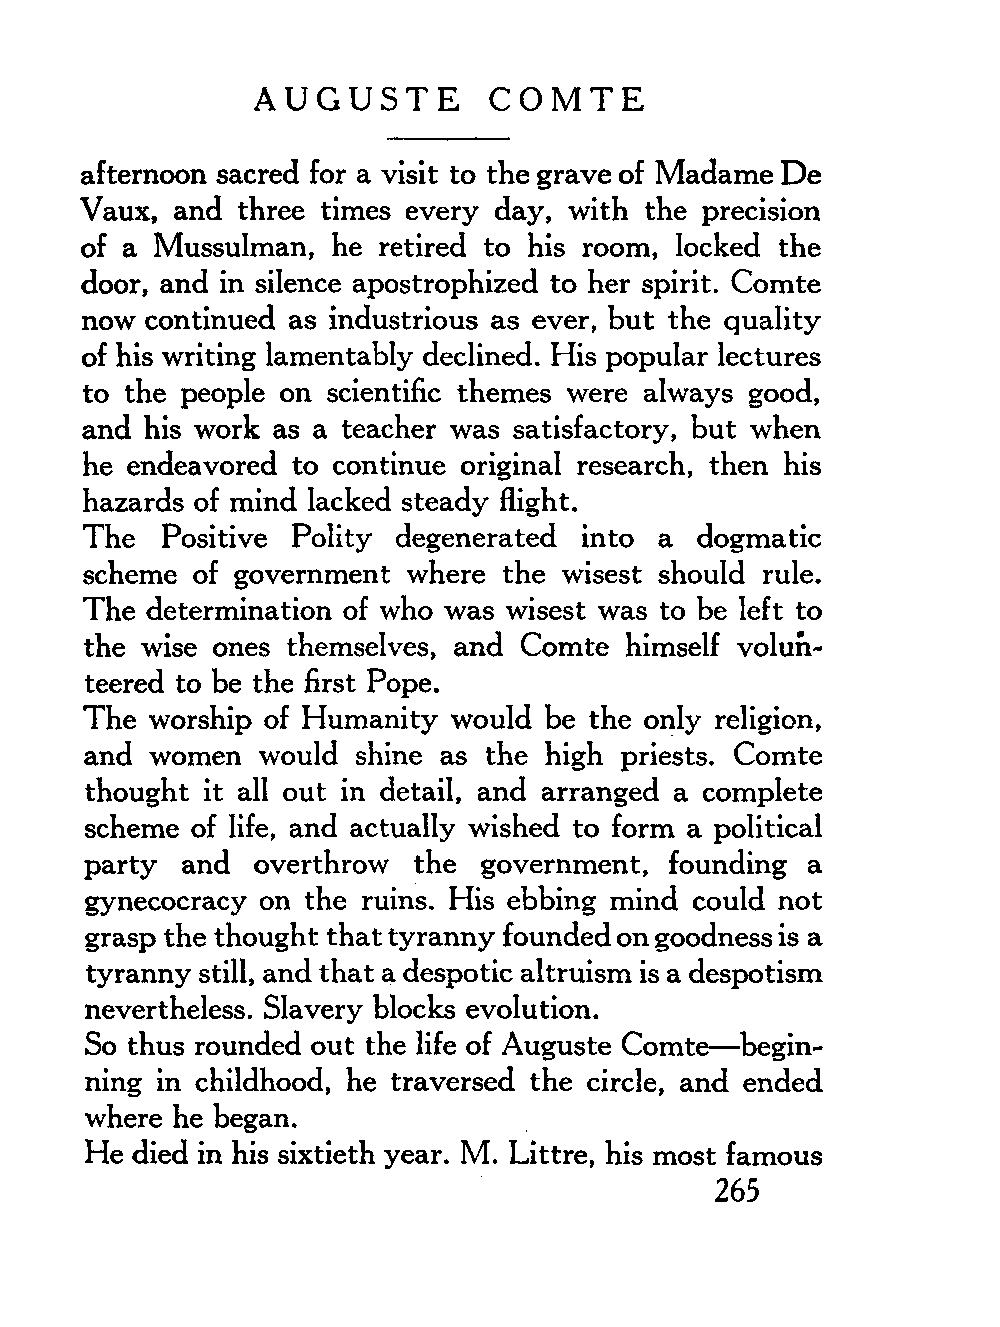 AUGUSTE COMTE
afternoon sacred for a visit to the grave of Madame De
Vaux, and three times every day, with the precision
of a Mussulman, he retired to his room, locked the
door, and in silence apostrophized to her spirit. Comte
now continued as industrious as ever, but the quality
of his writing lamentably declined. His popular lectures
to the people on scientific themes were always good,
and his work as a teacher was satisfactory, but when
he endeavored to continue original research, then his
hazards of mind lacked steady flight.
The Positive Polity degenerated into a dogmatic
scheme of government where the wisest should rule.
The determination of who was wisest was to be left to
the wise ones themselves, and Comte himself volun-
teered to be the first Pope.
The worship of Humanity would be the only religion,
and women would shine as the high priests. Comte
thought it all out in detail, and arranged a complete
scheme of life, and actually wished to form a political
party and overthrow the government, founding a
gynecocracy on the ruins. His ebbing mind could not
grasp the thought that tyranny founded on goodness is a
tyranny still, and that a despotic altruism is a despotism
nevertheless. Slavery blocks evolution.
So thus rounded out the life of Auguste Comte—begin-
ning in childhood, he traversed the circle, and ended
where he began.
He died in his sixtieth year. M. Littre, his most famous
265